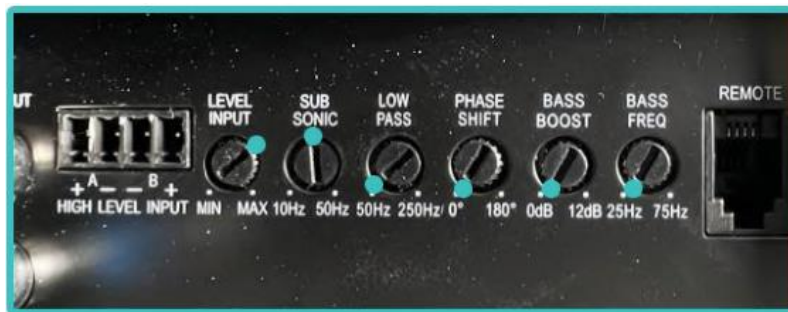 UT
LEVEL INPUT
SUB SONIC
LOW PASS
PHASE SHIFT
BASS BOOST
BASS FREQ
REMOTE
+ A – – B +
HIGH LEVEL INPUT
MIN MAX
10Hz 50Hz
50Hz 250Hz/
0° 180°
0dB 12dB
25Hz 75Hz